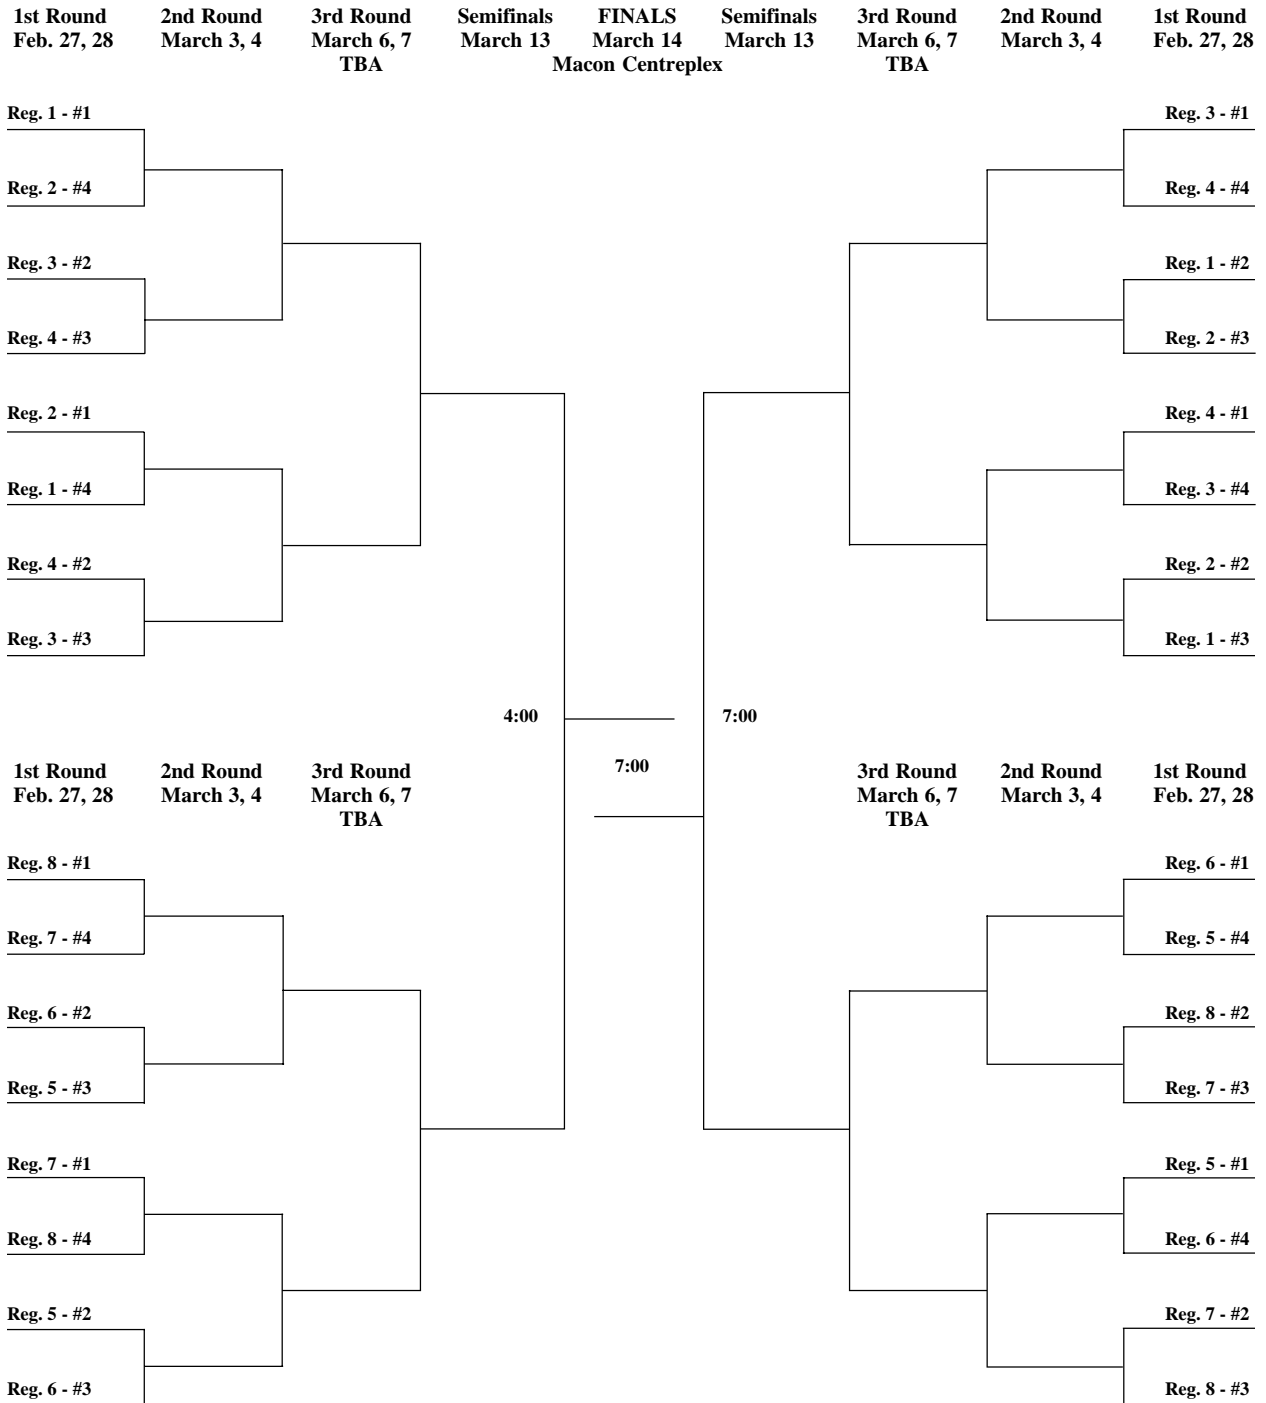 1st Round 2nd Round 3rd Round Semifinals FINALS Semifinals 3rd Round 2nd Round 1st Round
Feb. 27, 28 March 3, 4 March 6, 7 March 13 March 14 March 13 March 6, 7 March 3, 4 Feb. 27, 28
TBA Macon Centreplex TBA
Reg. 1 - #1 Reg. 3 - #1
Reg. 2 - #4 Reg. 4 - #4
Reg. 3 - #2 Reg. 1 - #2
Reg. 4 - #3 Reg. 2 - #3
Reg. 2 - #1 Reg. 4 - #1
Reg. 1 - #4 Reg. 3 - #4
Reg. 4 - #2 Reg. 2 - #2
Reg. 3 - #3 Reg. 1 - #3
4:00 7:00
7:00
1st Round 2nd Round 3rd Round 3rd Round 2nd Round 1st Round
Feb. 27, 28 March 3, 4 March 6, 7 March 6, 7 March 3, 4 Feb. 27, 28
TBA TBA
Reg. 8 - #1 Reg. 6 - #1
Reg. 7 - #4 Reg. 5 - #4
Reg. 6 - #2 Reg. 8 - #2
Reg. 5 - #3 Reg. 7 - #3
Reg. 7 - #1 Reg. 5 - #1
Reg. 8 - #4 Reg. 6 - #4
Reg. 5 - #2 Reg. 7 - #2
Reg. 6 - #3 Reg. 8 - #3